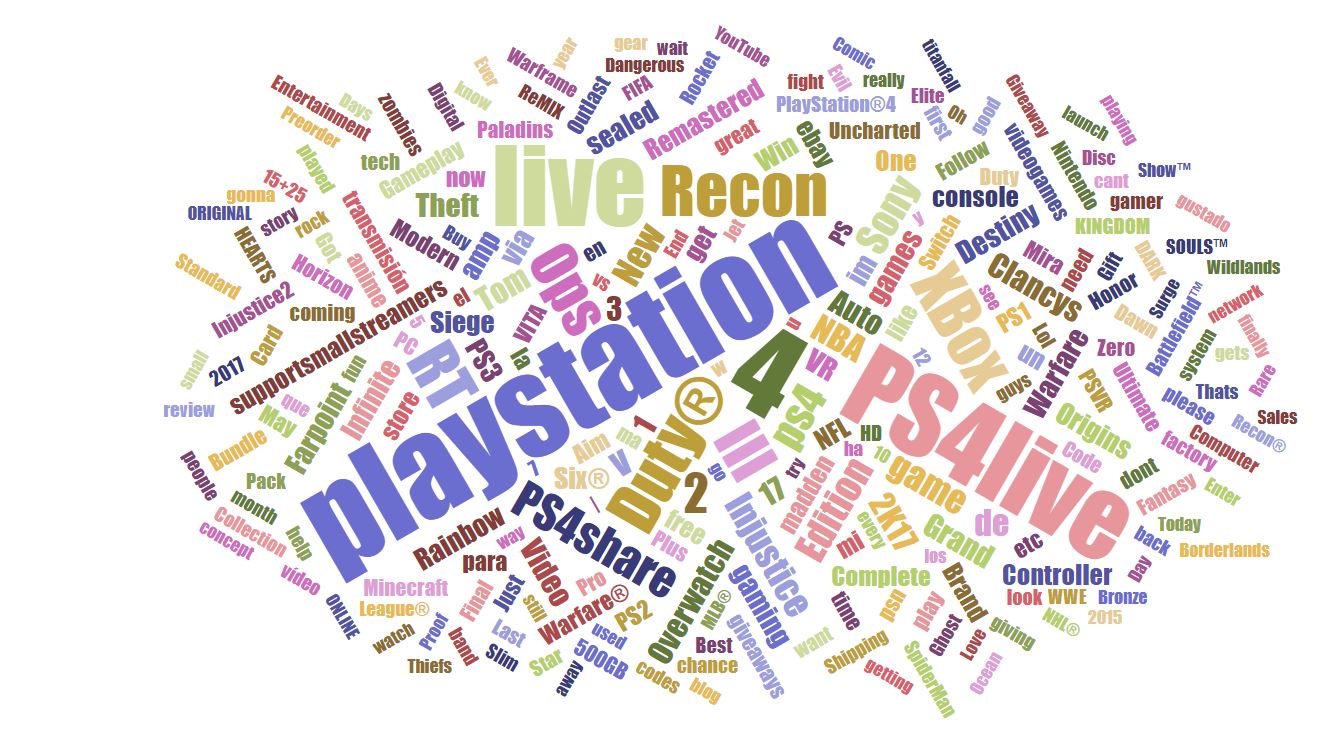 YouTube
Comic
titanfall
year
gear
wait
Ever
Warframe
Dangerous
Rocket
Evil
really
fight
Entertainment
Days
zombies
Digital
know
ReMIX
Outlast
FIFA
PlayStation®4
Elite
Oh
good
Giveaway
launch
playing
Preorder
Paladins
sealed
Remastered
great
Win
ebay
Uncharted
first
videogames
Nintendo
Disc
Show™
played
tech
Gameplay
now
live
Recon
One
Follow
Duty
cant
gamer
gustado
15+25
gonna
ORIGINAL
story
rock
transmisión
Theft
console
KINGDOM
HEARTS
Got
anime
Modern
Buy
amp
Via
en
New
End
get
Jet
PS
im
Sony
games
y
Switch
Destiny
Mira
need
Gift
DARK
SOULS™
Wildlands
Standard
Horizon
el
Tom
Ops
vs
3
Clancys
Honor
Surge
Battlefield™
network
Injustice2
coming
supportsmallstreamers
Siege
VITA
playstation
Auto
NBA
like
XBox
see
PS1
Lol
Dawn
system
finally
small
2017
Card
5
PC
B1
PS3
la
u
VR
12
un
guys
Warfare
Zero
gets
Rare
review
que
May
Farpoint
fun
Infinite
store
w
4
ps4
PS4live
PSVR
Ultimate
Thats
please
Sales
Recon®
Bundle
Duty®
1
III
NFL
HD
Origins
factory
Computer
people
Pack
Aim
ma
V
7
Six®
2
go
try
17
ha
10
Code
dont
month
Collection
concept
help
Rainbow
PS4share
\
free
Plus
Injustice
madden
Edition
game
2K17
every
mi
Grand
de
etc
Fantasy
Enter
Today
back
Borderlands
vídeo
para
way
Video
Overwatch
los
Complete
Controller
Day
Minecraft
League®
Final
just
still
Pro
Warfare®
PS2
MLB®
gaming
giveaways
time
psn
play
Brand
look
WWE
Bronze
ONLINE
watch
Proof
hand
Last
Slim
Star
used
500GB
Best
chance
want
Shipping
Ghost
Love
giving
NRL®
2015
Thiefs
away
codes
blog
getting
SpiderMan
Ocean